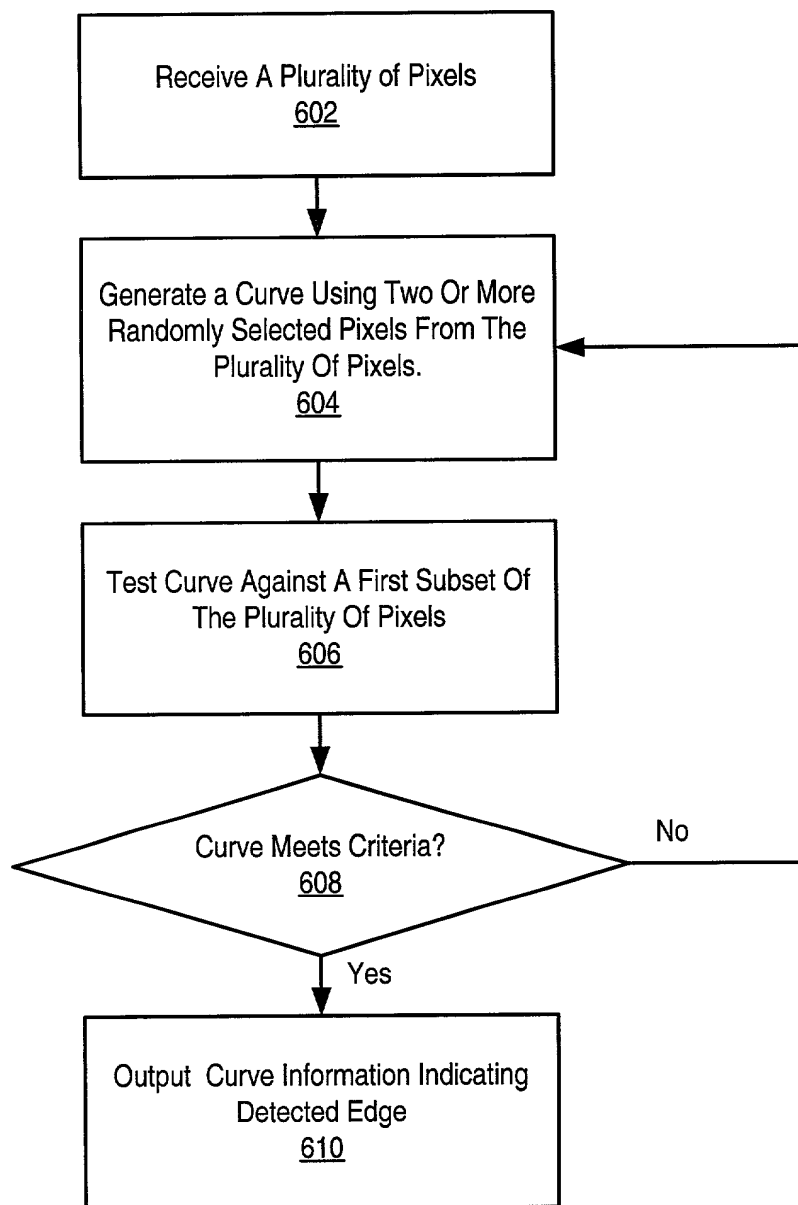 Receive A Plurality of Pixels
602
Generate a Curve Using Two Or More
Randomly Selected Pixels From The
Plurality Of Pixels.
604
Test Curve Against A First Subset Of
The Plurality Of Pixels
606
Curve Meets Criteria?
608
No
Yes
Output Curve Information Indicating
Detected Edge
610